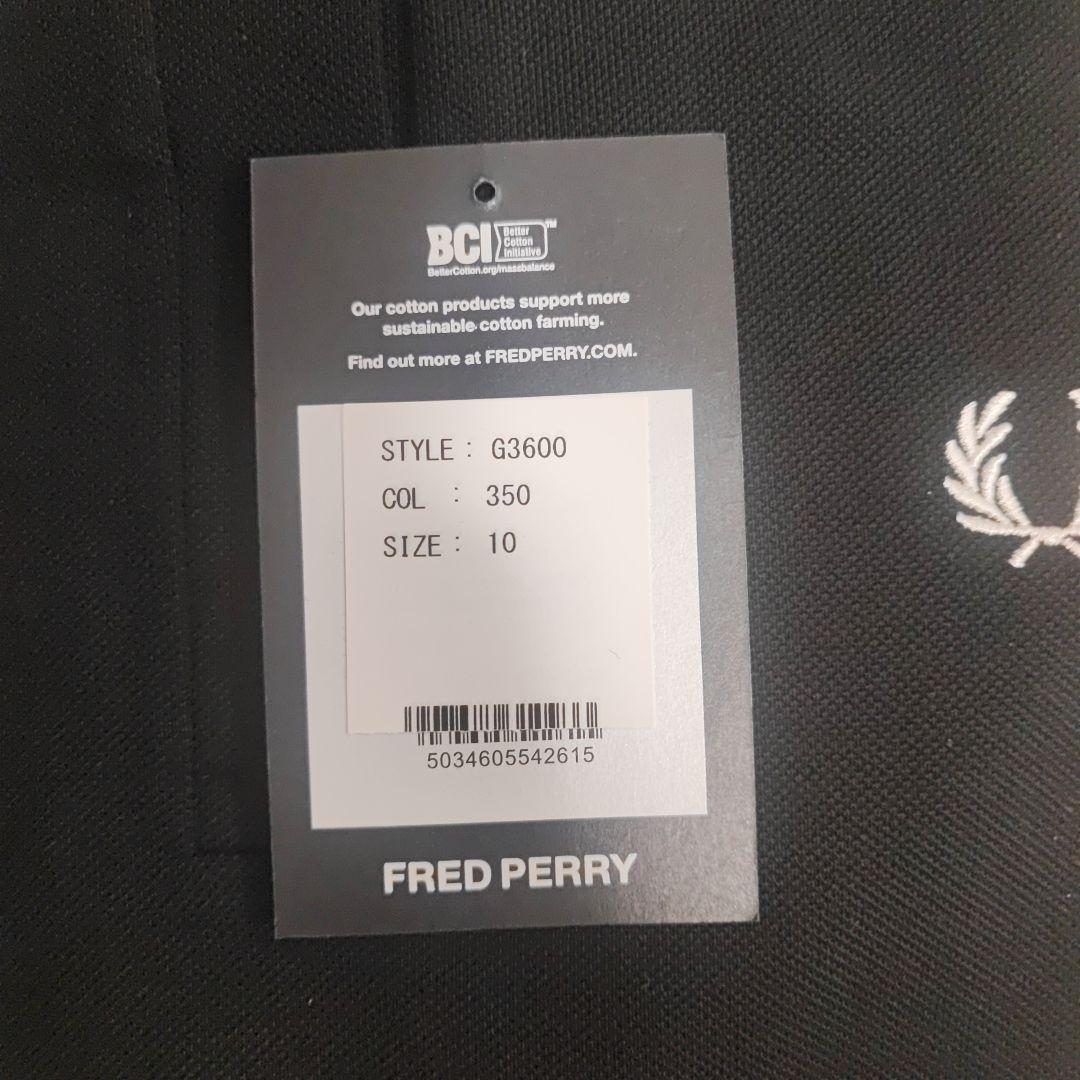 BCI Better Cotton Initiative™
BetterCotton.org/massbalance
Our cotton products support more
sustainable cotton farming.
Find out more at FREDPERRY.COM.
STYLE : G3600
COL : 350
SIZE : 10
5034605542615
FRED PERRY